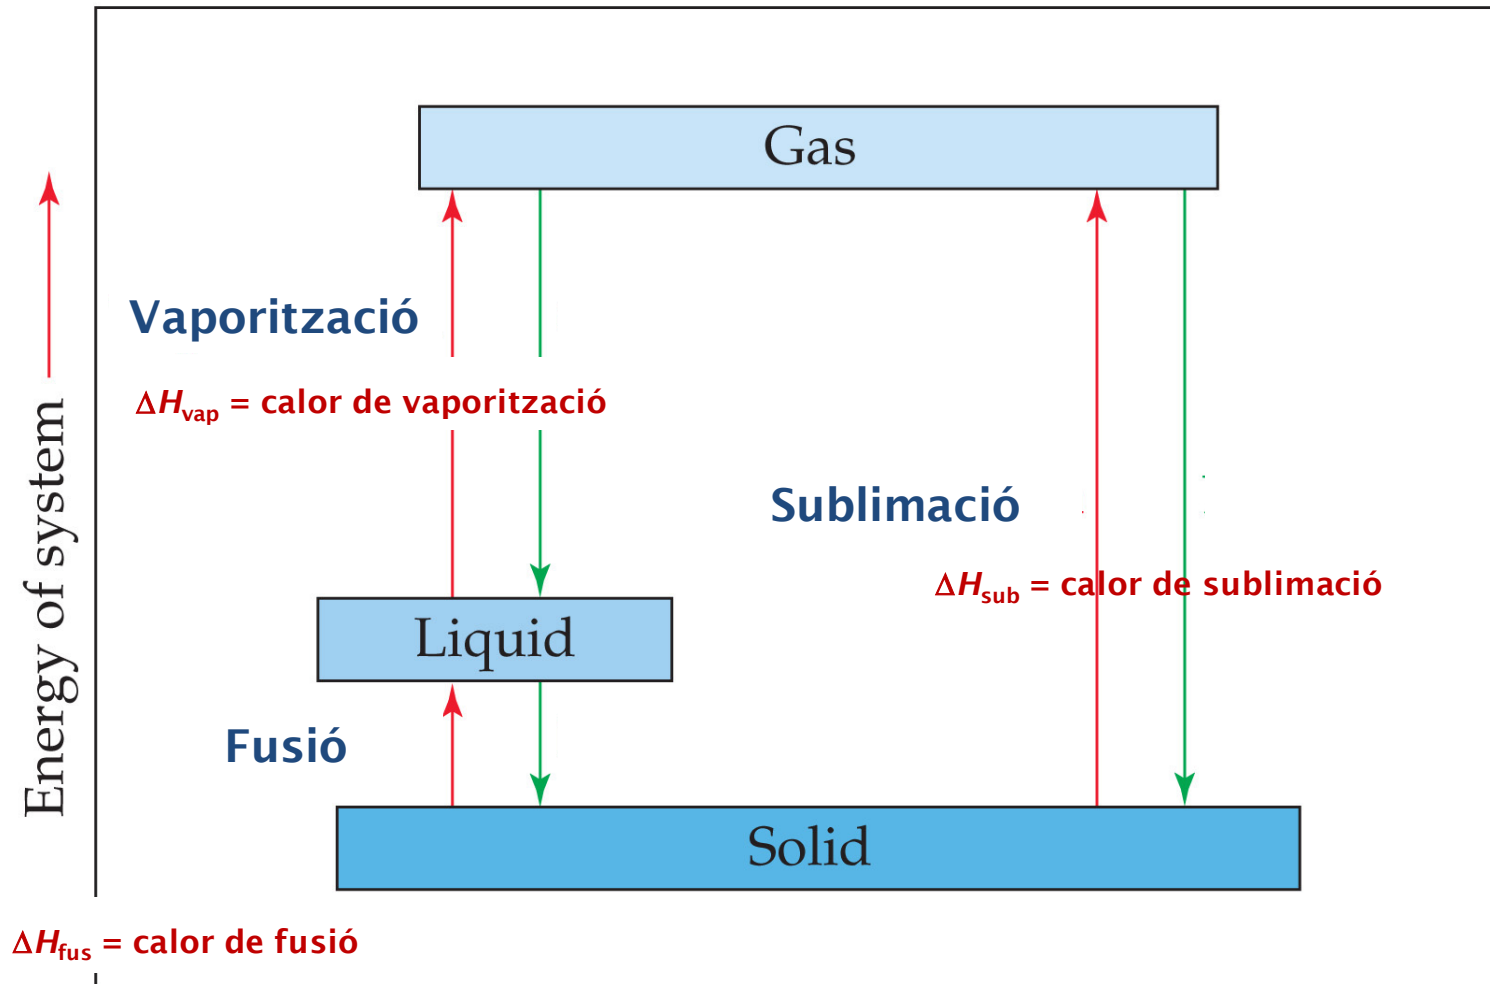 Gas
Vaporització
ΔHvap = calor de vaporització
Energy of system
Sublimació
ΔHsub = calor de sublimació
Liquid
Fusió
Solid
ΔHfus = calor de fusió